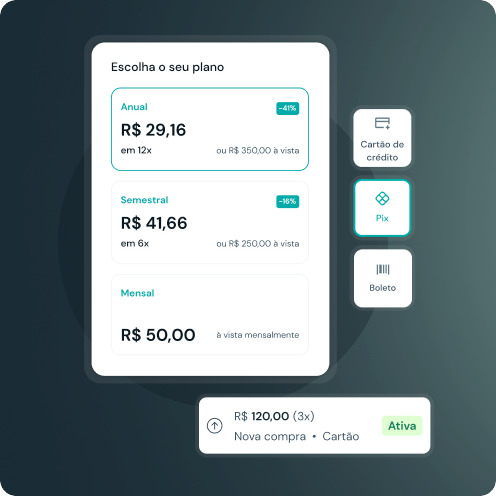 Escolha o seu plano
Anual
-41%
R$ 29,16
em 12x
ou R$ 350,00 à vista
Semestral
-16%
R$ 41,66
em 6x
ou R$ 250,00 à vista
Mensal
R$ 50,00
à vista mensalmente
Cartão de
crédito
Pix
Boleto
R$ 120,00 (3x)
Nova compra • Cartão
Ativa